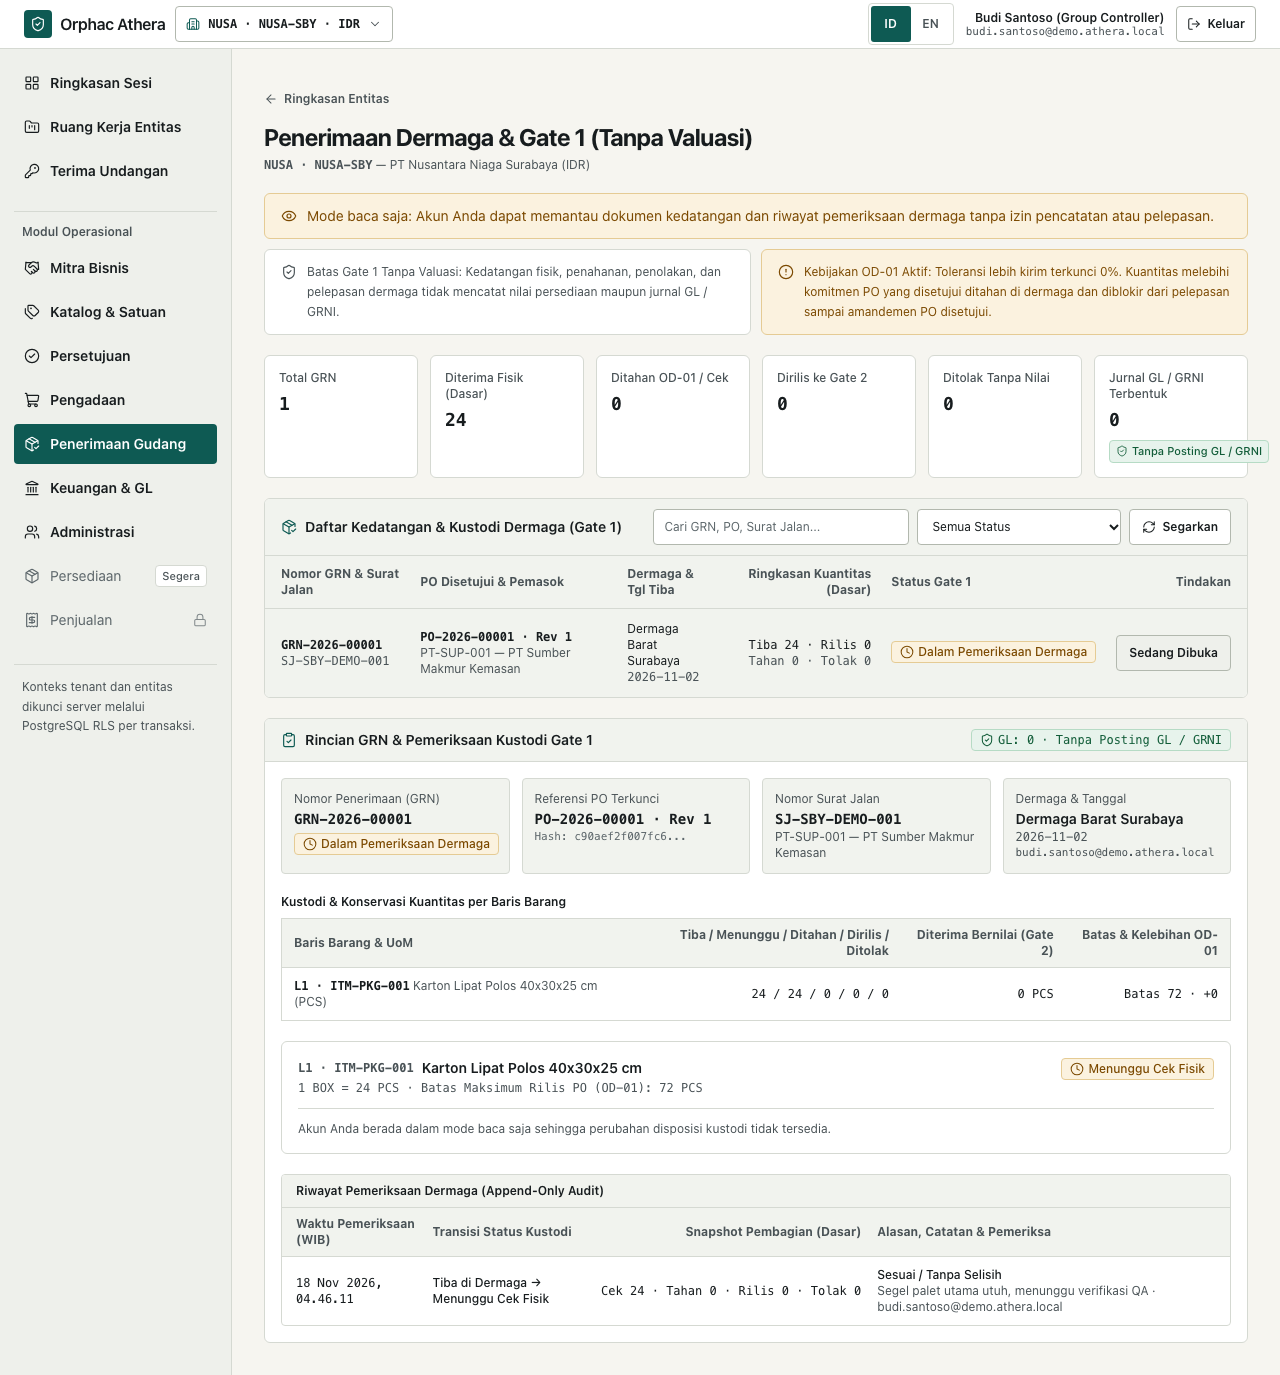 Orphac Athera
NUSA · NUSA-SBY · IDR
ID
EN
Budi Santoso (Group Controller)
budi.santoso@demo.athera.local
Keluar
Ringkasan Sesi
Ruang Kerja Entitas
Terima Undangan
Modul Operasional
Mitra Bisnis
Katalog & Satuan
Persetujuan
Pengadaan
Penerimaan Gudang
Keuangan & GL
Administrasi
Persediaan
Segera
Penjualan
Konteks tenant dan entitas
dikunci server melalui
PostgreSQL RLS per transaksi.
Ringkasan Entitas
Penerimaan Dermaga & Gate 1 (Tanpa Valuasi)
NUSA · NUSA-SBY — PT Nusantara Niaga Surabaya (IDR)
Mode baca saja: Akun Anda dapat memantau dokumen kedatangan dan riwayat pemeriksaan dermaga tanpa izin pencatatan atau pelepasan.
Batas Gate 1 Tanpa Valuasi: Kedatangan fisik, penahanan, penolakan, dan
pelepasan dermaga tidak mencatat nilai persediaan maupun jurnal GL /
GRNI.
Kebijakan OD-01 Aktif: Toleransi lebih kirim terkunci 0%. Kuantitas melebihi
komitmen PO yang disetujui ditahan di dermaga dan diblokir dari pelepasan
sampai amandemen PO disetujui.
Total GRN
1
Diterima Fisik
(Dasar)
24
Ditahan OD-01 / Cek
0
Dirilis ke Gate 2
0
Ditolak Tanpa Nilai
0
Jurnal GL / GRNI
Terbentuk
0
Tanpa Posting GL / GRNI
Daftar Kedatangan & Kustodi Dermaga (Gate 1)
Cari GRN, PO, Surat Jalan...
Semua Status
Segarkan
Nomor GRN & Surat
Jalan
PO Disetujui & Pemasok
Dermaga &
Tgl Tiba
Ringkasan Kuantitas
(Dasar)
Status Gate 1
Tindakan
GRN-2026-00001
SJ-SBY-DEMO-001
PO-2026-00001 · Rev 1
PT-SUP-001 — PT Sumber
Makmur Kemasan
Dermaga
Barat
Surabaya
2026-11-02
Tiba 24 · Rilis 0
Tahan 0 · Tolak 0
Dalam Pemeriksaan Dermaga
Sedang Dibuka
Rincian GRN & Pemeriksaan Kustodi Gate 1
GL: 0 · Tanpa Posting GL / GRNI
Nomor Penerimaan (GRN)
GRN-2026-00001
Dalam Pemeriksaan Dermaga
Referensi PO Terkunci
PO-2026-00001 · Rev 1
Hash: c90aef2f007fc6...
Nomor Surat Jalan
SJ-SBY-DEMO-001
PT-SUP-001 — PT Sumber Makmur
Kemasan
Dermaga & Tanggal
Dermaga Barat Surabaya
2026-11-02
budi.santoso@demo.athera.local
Kustodi & Konservasi Kuantitas per Baris Barang
Baris Barang & UoM
Tiba / Menunggu / Ditahan / Dirilis /
Ditolak
Diterima Bernilai (Gate
2)
Batas & Kelebihan OD-
01
L1 · ITM-PKG-001 Karton Lipat Polos 40x30x25 cm
(PCS)
24 / 24 / 0 / 0 / 0
0 PCS
Batas 72 · +0
L1 · ITM-PKG-001 Karton Lipat Polos 40x30x25 cm
1 BOX = 24 PCS · Batas Maksimum Rilis PO (OD-01): 72 PCS
Menunggu Cek Fisik
Akun Anda berada dalam mode baca saja sehingga perubahan disposisi kustodi tidak tersedia.
Riwayat Pemeriksaan Dermaga (Append-Only Audit)
Waktu Pemeriksaan
(WIB)
Transisi Status Kustodi
Snapshot Pembagian (Dasar)
Alasan, Catatan & Pemeriksa
18 Nov 2026,
04.46.11
Tiba di Dermaga →
Menunggu Cek Fisik
Cek 24 · Tahan 0 · Rilis 0 · Tolak 0
Sesuai / Tanpa Selisih
Segel palet utama utuh, menunggu verifikasi QA ·
budi.santoso@demo.athera.local